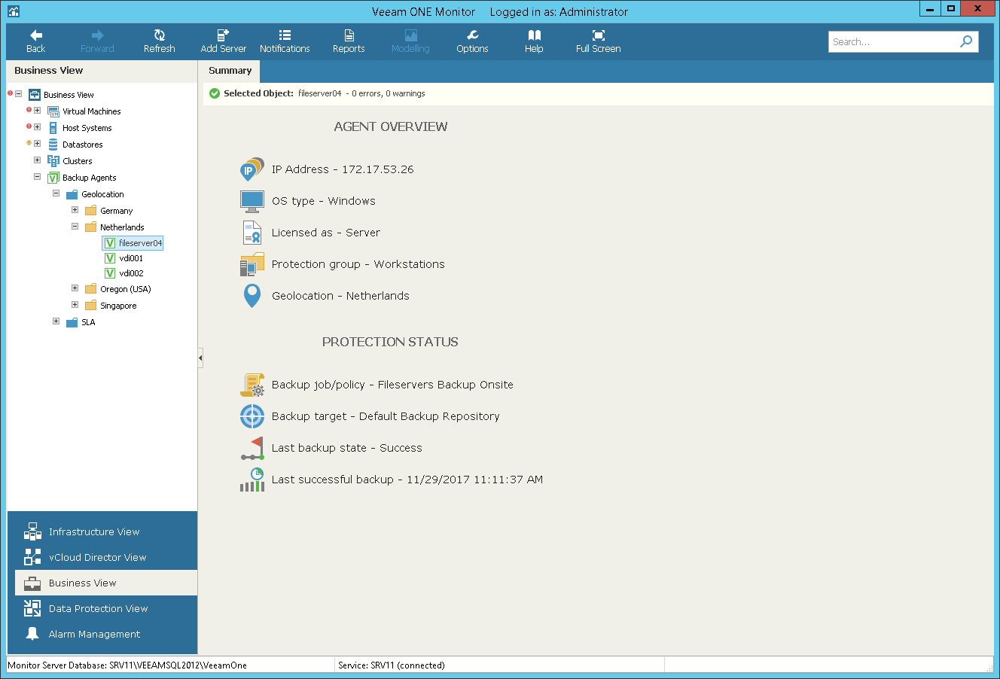 Veeam ONE Monitor Logged in as: Administrator
Back Forward Refresh Add Server Notifications Reports Modelling Options Help Full Screen Search...
Business View
Summary
Selected Object: fileserver04 - 0 errors, 0 warnings
Business View
Virtual Machines
Host Systems
Datastores
Clusters
Backup Agents
Geolocation
Germany
Netherlands
fileserver04
vdi001
vdi002
Oregon (USA)
Singapore
SLA
AGENT OVERVIEW
IP Address - 172.17.53.26
OS type - Windows
Licensed as - Server
Protection group - Workstations
Geolocation - Netherlands
PROTECTION STATUS
Backup job/policy - Fileservers Backup Onsite
Backup target - Default Backup Repository
Last backup state - Success
Last successful backup - 11/29/2017 11:11:37 AM
Infrastructure View
vCloud Director View
Business View
Data Protection View
Alarm Management
Monitor Server Database: SRV11\VEEAMSQL2012\VeeamOne
Service: SRV11 (connected)